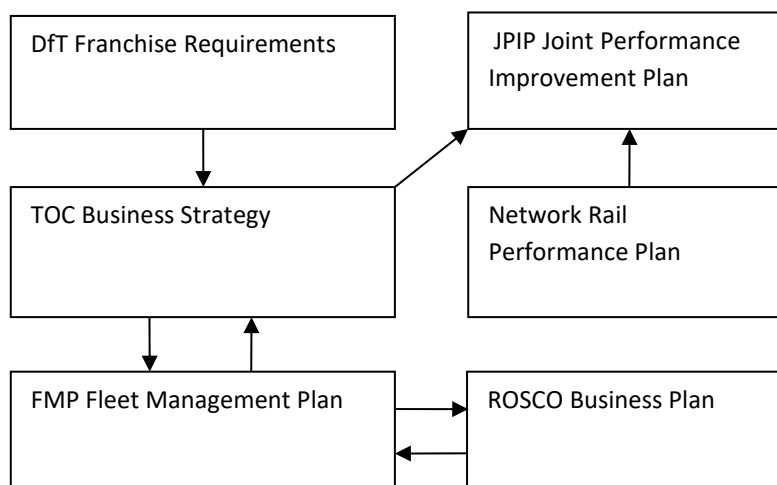 DfT Franchise Requirements
JPIP Joint Performance
Improvement Plan
TOC Business Strategy
Network Rail
Performance Plan
FMP Fleet Management Plan
ROSCO Business Plan